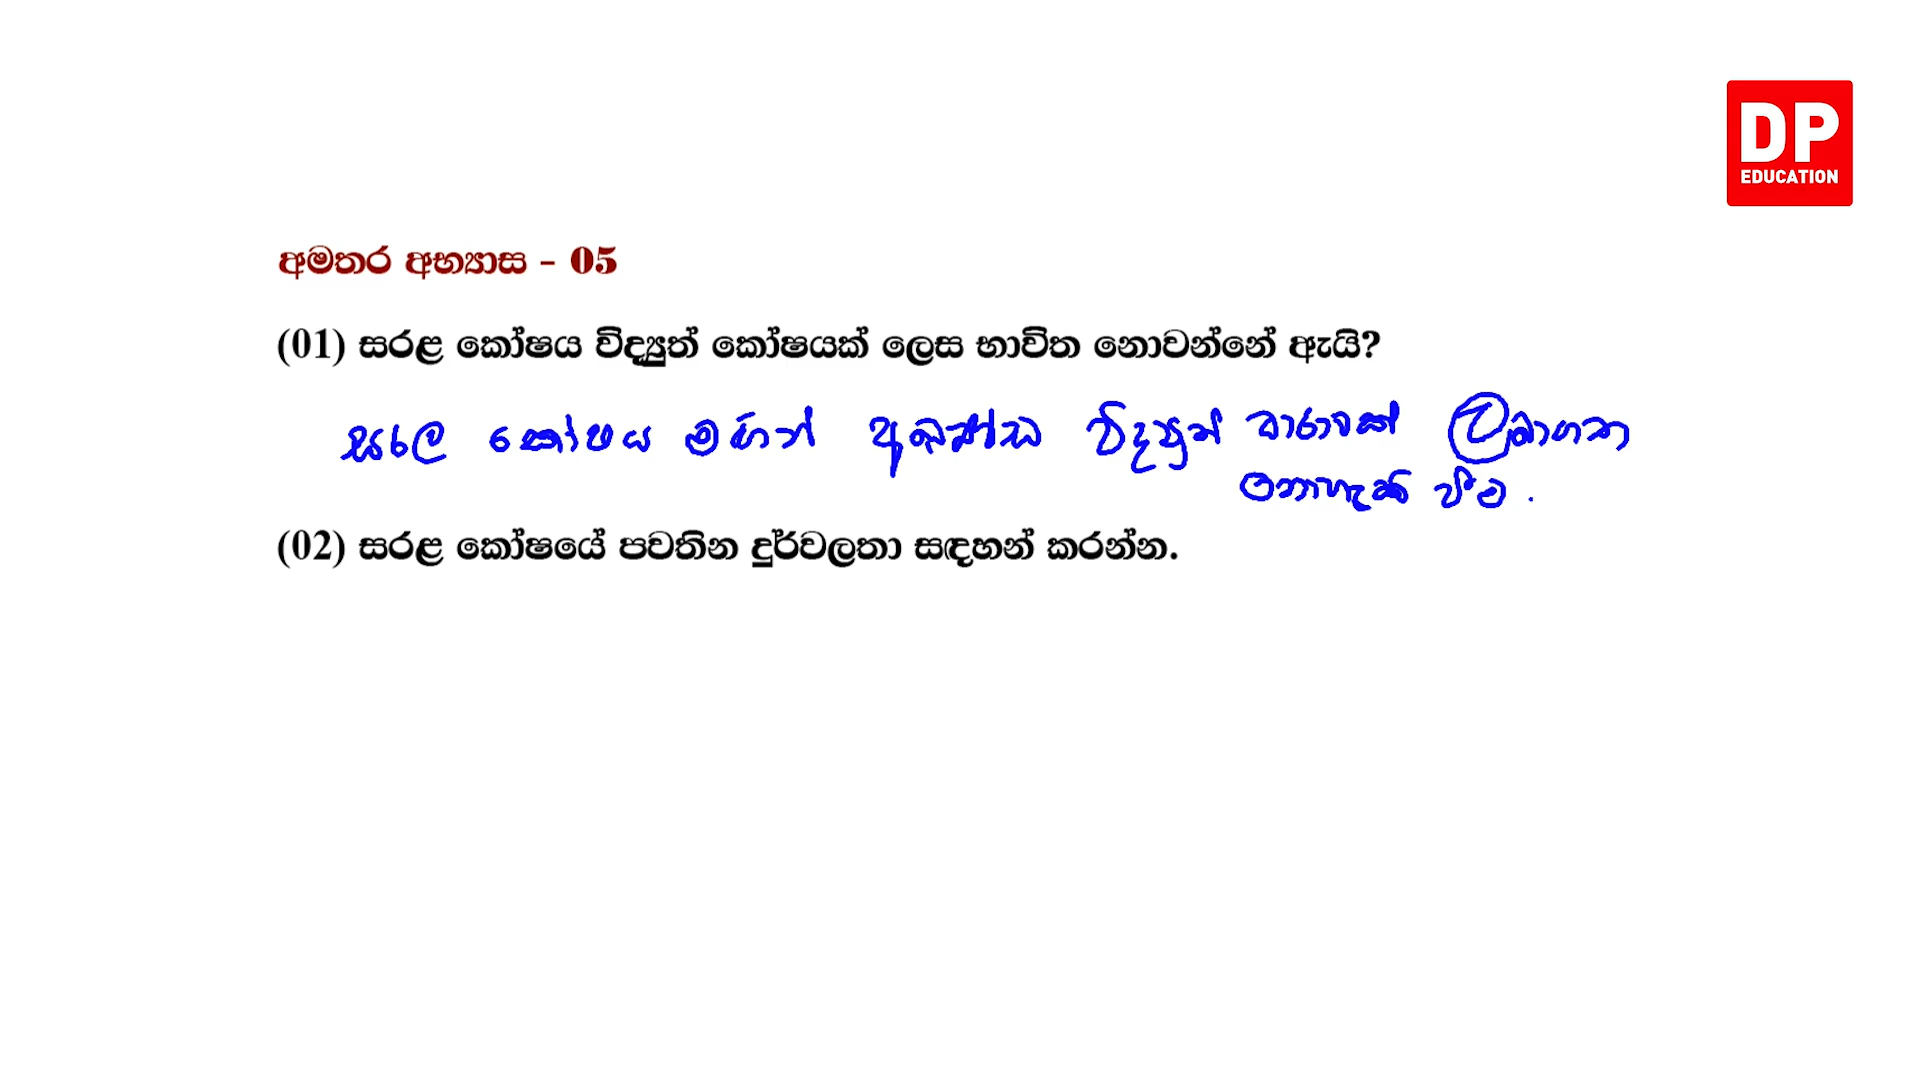 DP
EDUCATION
අමතර අභ්‍යාස - 05
(01) සරළ කෝෂය විද්‍යුත් කෝෂයක් ලෙස භාවිත නොවන්නේ ඇයි?
සරල කෝෂය මගින් අඛණ්ඩ විද්‍යුත් ධාරාවක් ලබාගත
නොහැකි වීම .
(02) සරළ කෝෂයේ පවතින දුර්වලතා සඳහන් කරන්න.